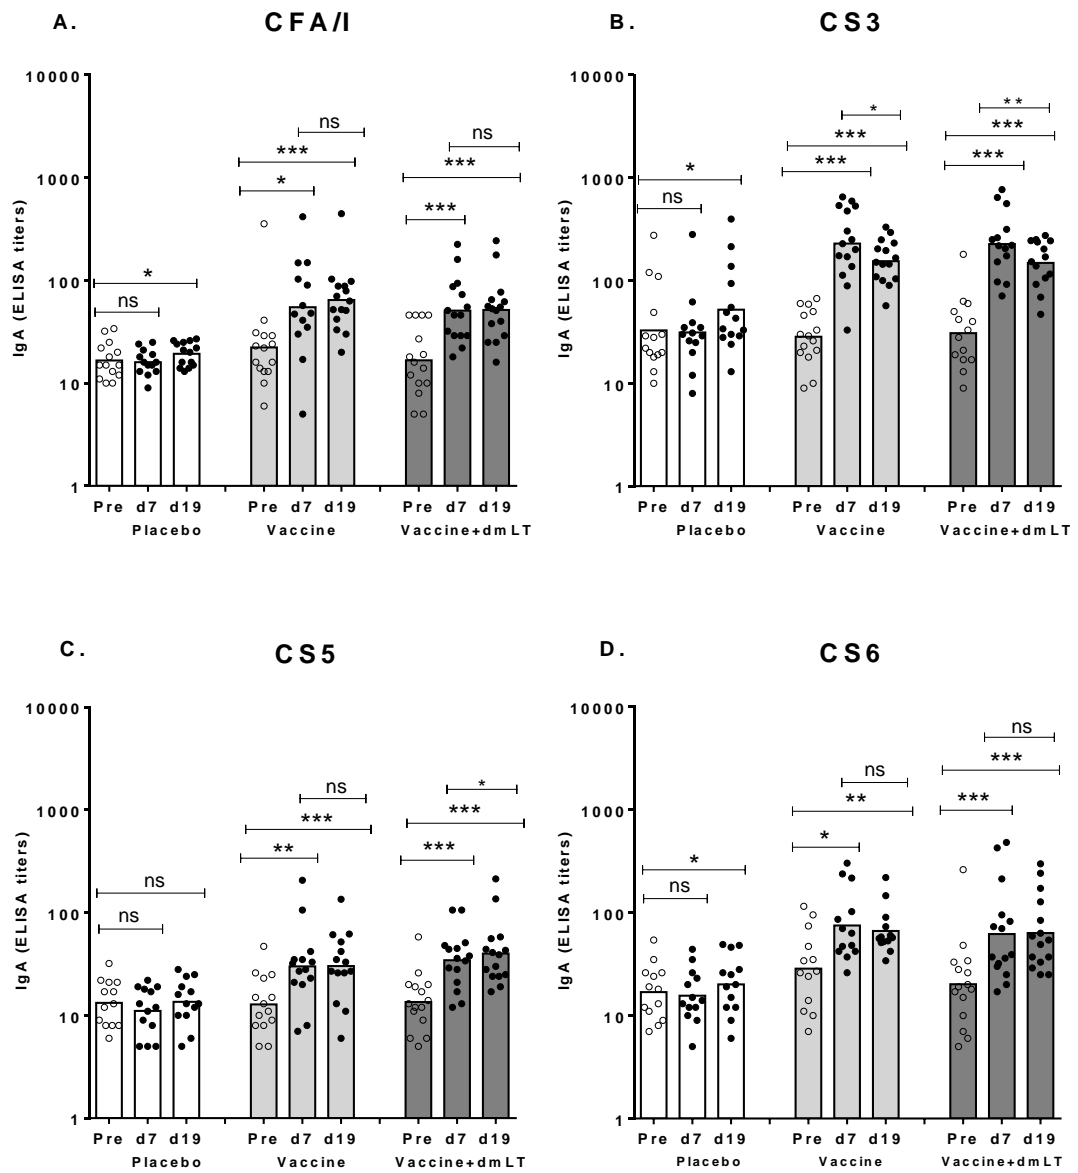 A. CFA/I
IgA (ELISA titers)
10000
1000
100
10
1
ns
*
ns
***
*
ns
***
***
Pre d7 d19 Pre d7 d19 Pre d7 d19
Placebo Vaccine Vaccine+dmLT
B. CS3
IgA (ELISA titers)
10000
1000
100
10
1
*
ns
*
***
***
**
***
***
Pre d7 d19 Pre d7 d19 Pre d7 d19
Placebo Vaccine Vaccine+dmLT
C. CS5
IgA (ELISA titers)
10000
1000
100
10
1
ns
ns
ns
***
**
*
***
***
Pre d7 d19 Pre d7 d19 Pre d7 d19
Placebo Vaccine Vaccine+dmLT
D. CS6
IgA (ELISA titers)
10000
1000
100
10
1
*
ns
ns
**
*
ns
***
***
Pre d7 d19 Pre d7 d19 Pre d7 d19
Placebo Vaccine Vaccine+dmLT